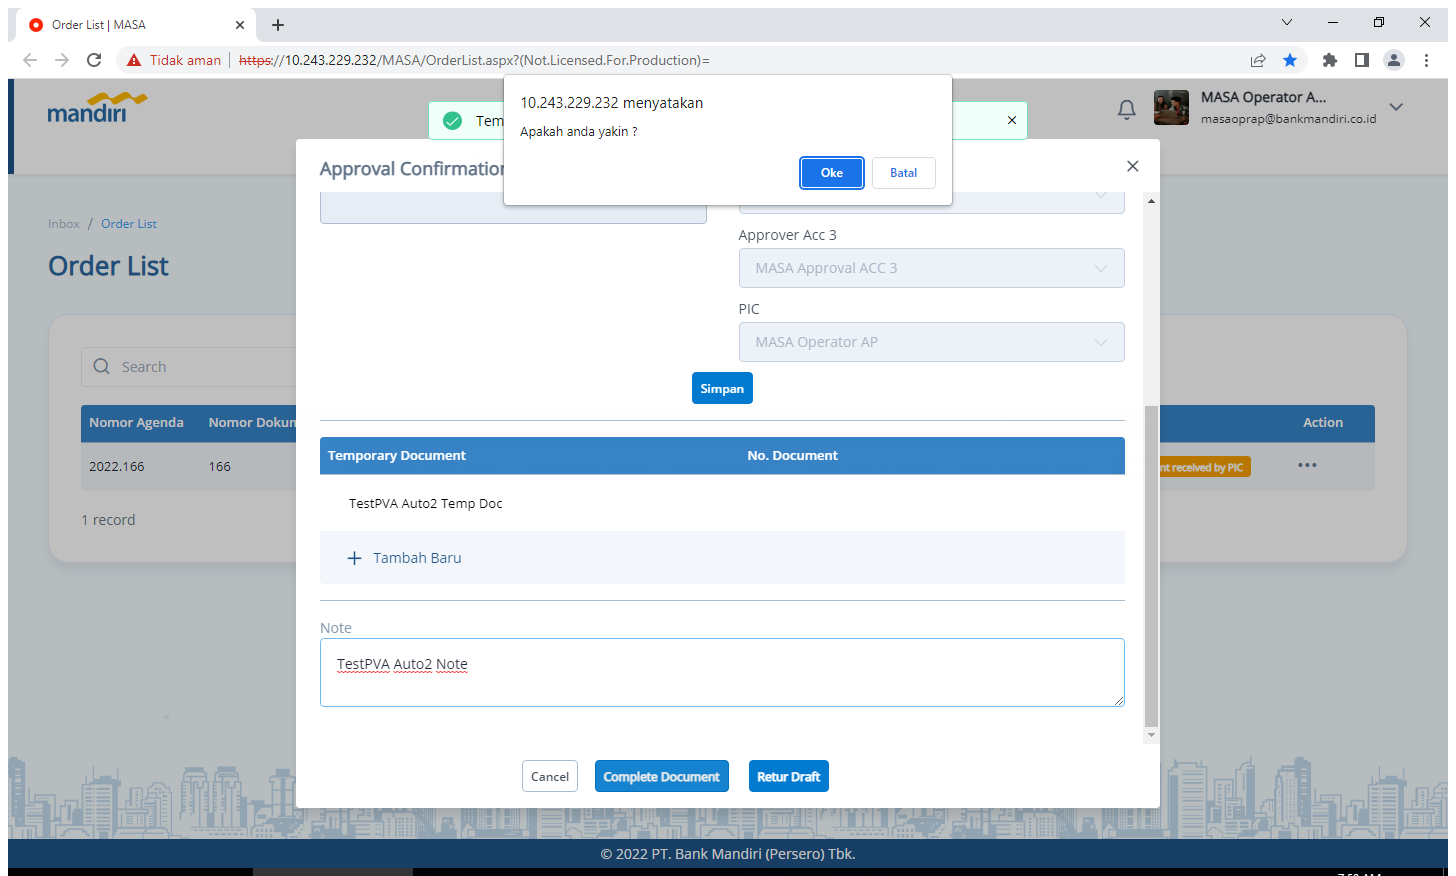 Order List | MASA
Tidak aman
https://10.243.229.232/MASA/OrderList.aspx?(Not.Licensed.For.Production)=
mandiri
Tem
10.243.229.232 menyatakan
Apakah anda yakin ?
Oke
Batal
MASA Operator A...
masaoprap@bankmandiri.co.id
Approval Confirmation
Inbox / Order List
Order List
Approver Acc 3
MASA Approval ACC 3
PIC
MASA Operator AP
Search
Simpan
Nomor Agenda
Nomor Dokun
Action
2022.166
166
nt received by PIC
1 record
Temporary Document
No. Document
TestPVA Auto2 Temp Doc
Tambah Baru
Note
TestPVA Auto2 Note
Cancel
Complete Document
Retur Draft
© 2022 PT. Bank Mandiri (Persero) Tbk.